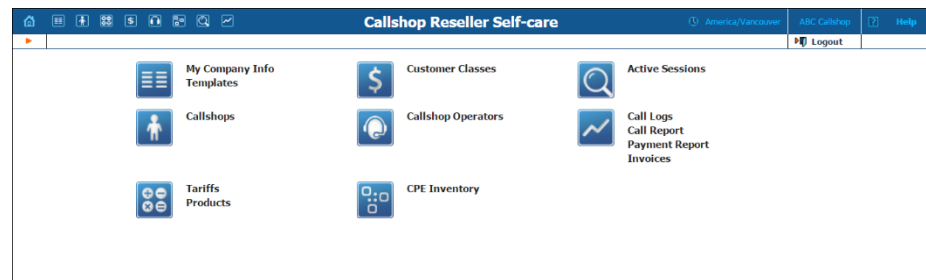 Callshop Reseller Self-care
America/Vancouver
ABC Callshop
? Help
Logout
My Company Info
Templates
Customer Classes
Active Sessions
Callshops
Callshop Operators
Call Logs
Call Report
Payment Report
Invoices
Tariffs
Products
CPE Inventory